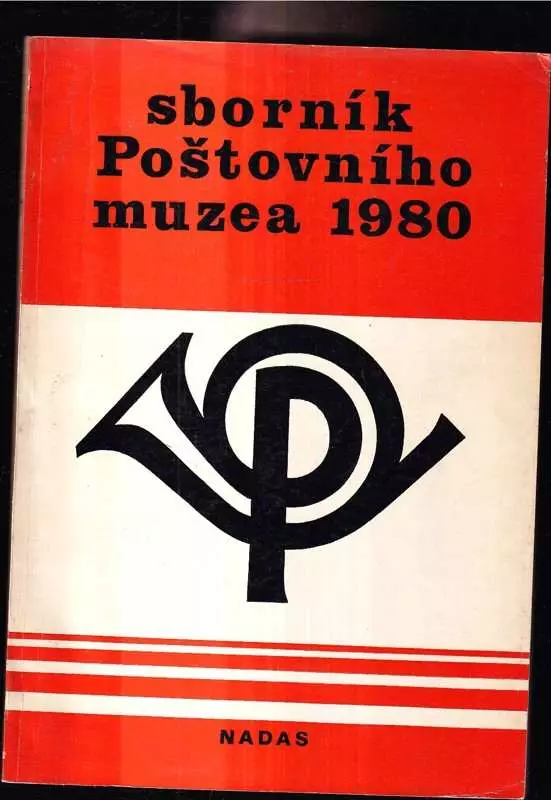 sborník
Poštovního
muzea 1980
P
NADAS